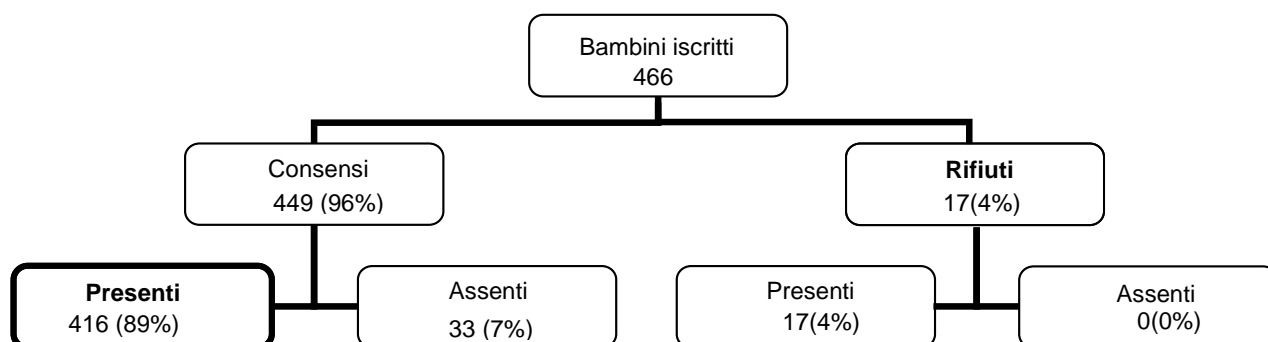 Bambini iscritti
466
Consensi
449 (96%)
Rifiuti
17(4%)
Presenti
416 (89%)
Assenti
33 (7%)
Presenti
17(4%)
Assenti
0(0%)